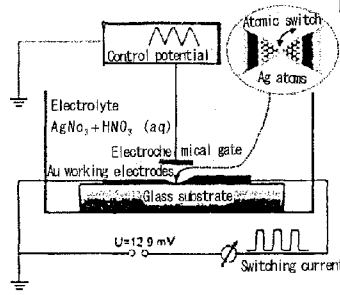 Atomic switch
Control potential
Ag atoms
Electrolyte
AgNo₃+HNO₃ (aq)
Electroche mical gate
Au working electrodes
Glass substrate
U=12.9 mV
Switching current